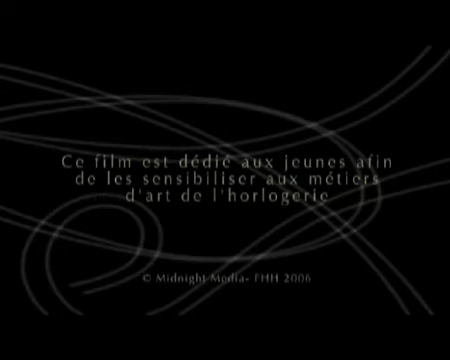 Ce film est dédié aux jeunes afin
de les sensibiliser aux métiers
d'art de l'horlogerie
© Midnight Media- FHH 2006